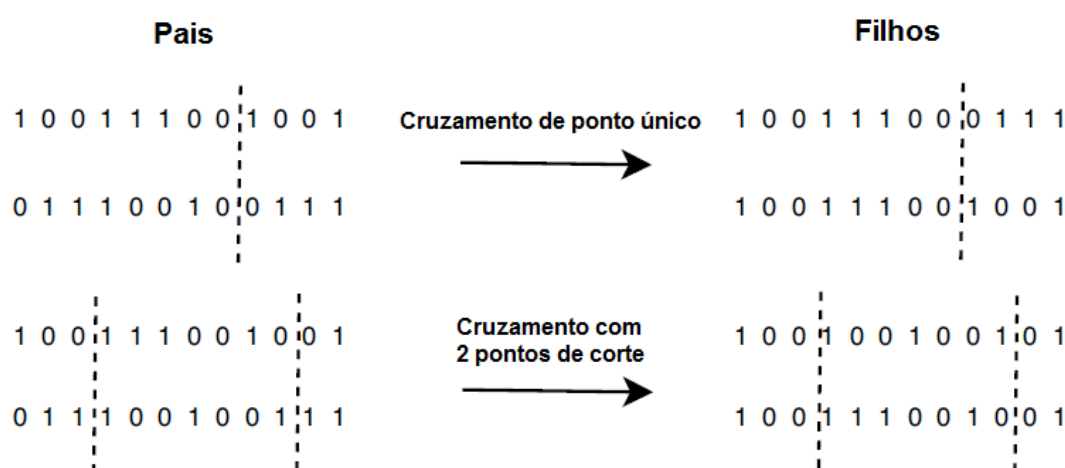 Pais
Filhos
1 0 0 1 1 1 0 0 1 0 0 1
Cruzamento de ponto único
1 0 0 1 1 1 0 0 0 1 1 1
0 1 1 1 0 0 1 0 0 1 1 1
1 0 0 1 1 1 0 0 1 0 0 1
1 0 0 1 1 1 0 0 1 0 0 1
Cruzamento com
2 pontos de corte
1 0 0 1 0 0 1 0 0 1 0 1
0 1 1 1 0 0 1 0 0 1 1 1
1 0 0 1 1 1 0 0 1 0 0 1